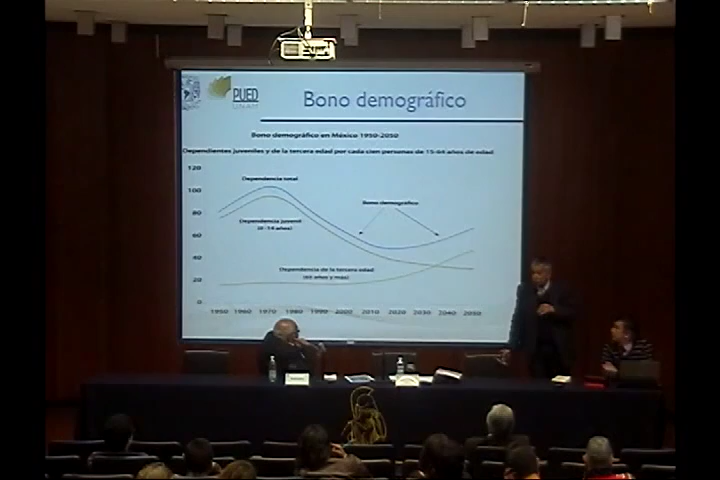 PUED
UNAM
Bono demográfico
Bono demográfico en México 1950-2050
Dependientes juveniles y de la tercera edad por cada cien personas de 15-64 años de edad
120
100
80
60
40
20
0
Dependencia total
Bono demográfico
Dependencia juvenil
(0 -14 años)
Dependencia de la tercera edad
(65 años y más)
1950 1960 1970 1980 1990 2000 2010 2020 2030 2040 2050